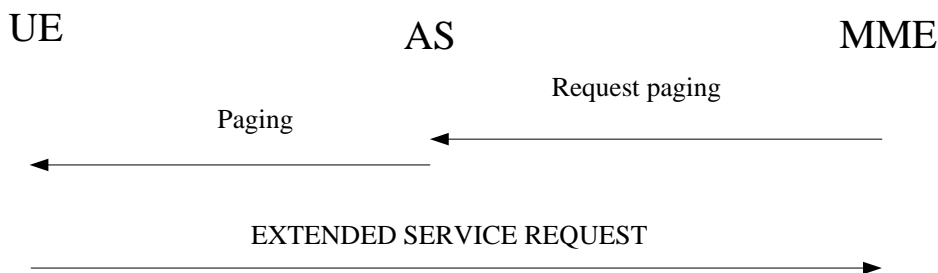 UE AS MME
Request paging
Paging
EXTENDED SERVICE REQUEST